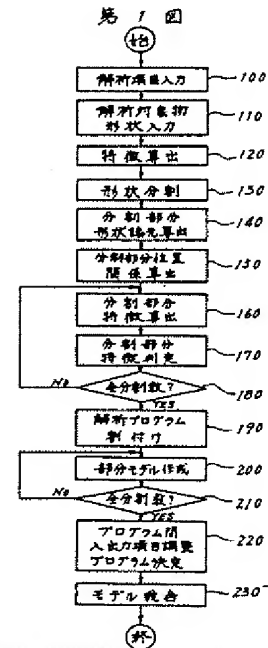 第 1 図
始
解析項目入力
100
解析対象物
形状入力
110
特徴算出
120
形状分割
130
分割部分
形状諸元算出
140
分割部分位置
関係算出
150
分割部分
特徴算出
160
分割部分
特徴判定
170
NO
全分割数?
180
YES
解析プログラム
割付け
190
部分モデル作成
200
NO
全分割数?
210
YES
プログラム間
入出力項目調整
プログラム決定
220
モデル統合
230
終